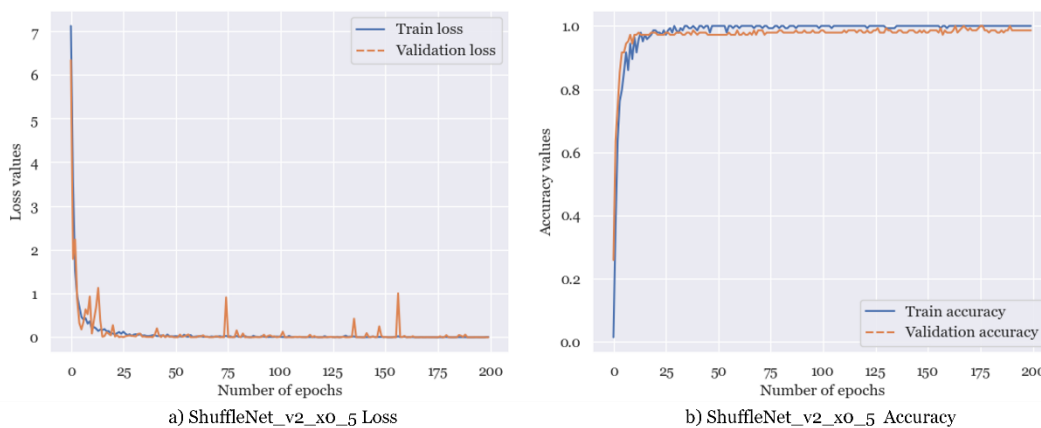 7
6
5
4
3
2
1
0
Loss values
Train loss
Validation loss
0 25 50 75 100 125 150 175 200
Number of epochs
a) ShuffleNet_v2_x0_5 Loss
1.0
0.8
0.6
0.4
0.2
0.0
Accuracy values
Train accuracy
Validation accuracy
0 25 50 75 100 125 150 175 200
Number of epochs
b) ShuffleNet_v2_x0_5 Accuracy